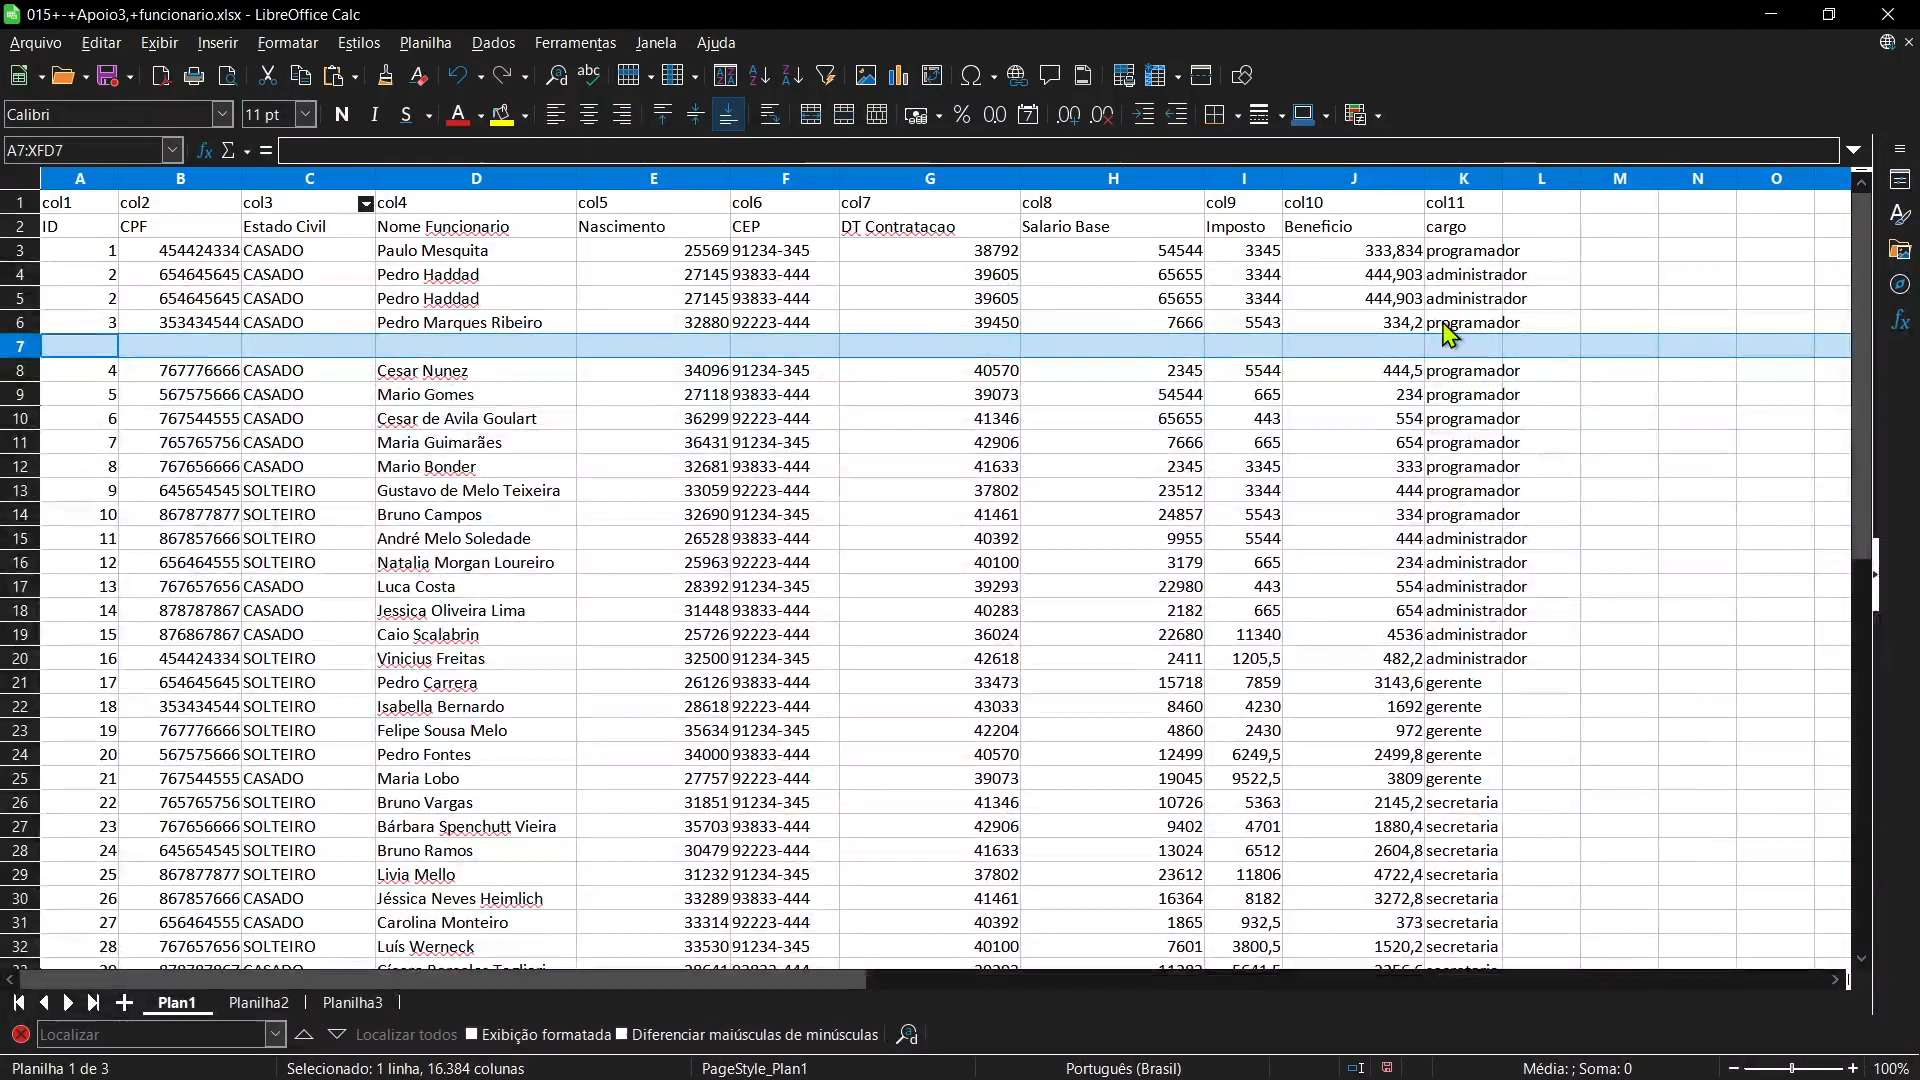 015+-+Apoio3,+funcionario.xlsx - LibreOffice Calc
Arquivo Editar Exibir Inserir Formatar Estilos Planilha Dados Ferramentas Janela Ajuda
Calibri 11 pt N I S
A7:XFD7
A B C D E F G H I J K L M N O
1 col1 col2 col3 col4 col5 col6 col7 col8 col9 col10 col11
2 ID CPF Estado Civil Nome Funcionario Nascimento CEP DT Contratacao Salario Base Imposto Beneficio cargo
3 1 454424334 CASADO Paulo Mesquita 25569 91234-345 38792 54544 3345 333,834 programador
4 2 654645645 CASADO Pedro Haddad 27145 93833-444 39605 65655 3344 444,903 administrador
5 2 654645645 CASADO Pedro Haddad 27145 93833-444 39605 65655 3344 444,903 administrador
6 3 353434544 CASADO Pedro Marques Ribeiro 32880 92223-444 39450 7666 5543 334,2 programador
7
8 4 767776666 CASADO Cesar Nunez 34096 91234-345 40570 2345 5544 444,5 programador
9 5 567575666 CASADO Mario Gomes 27118 93833-444 39073 54544 665 234 programador
10 6 767544555 CASADO Cesar de Avila Goulart 36299 92223-444 41346 65655 443 554 programador
11 7 765765756 CASADO Maria Guimarães 36431 91234-345 42906 7666 665 654 programador
12 8 767656666 CASADO Mario Bonder 32681 93833-444 41633 2345 3345 333 programador
13 9 645654545 SOLTEIRO Gustavo de Melo Teixeira 33059 92223-444 37802 23512 3344 444 programador
14 10 867877877 SOLTEIRO Bruno Campos 32690 91234-345 41461 24857 5543 334 programador
15 11 867857666 SOLTEIRO André Melo Soledade 26528 93833-444 40392 9955 5544 444 administrador
16 12 656464555 SOLTEIRO Natalia Morgan Loureiro 25963 92223-444 40100 3179 665 234 administrador
17 13 767657656 CASADO Luca Costa 28392 91234-345 39293 22980 443 554 administrador
18 14 878787867 CASADO Jessica Oliveira Lima 31448 93833-444 40283 2182 665 654 administrador
19 15 876867867 CASADO Caio Scalabrin 25726 92223-444 36024 22680 11340 4536 administrador
20 16 454424334 SOLTEIRO Vinicius Freitas 32500 91234-345 42618 2411 1205,5 482,2 administrador
21 17 654645645 SOLTEIRO Pedro Carrera 26126 93833-444 33473 15718 7859 3143,6 gerente
22 18 353434544 SOLTEIRO Isabella Bernardo 28618 92223-444 43033 8460 4230 1692 gerente
23 19 767776666 SOLTEIRO Felipe Sousa Melo 35634 91234-345 42204 4860 2430 972 gerente
24 20 567575666 SOLTEIRO Pedro Fontes 34000 93833-444 40570 12499 6249,5 2499,8 gerente
25 21 767544555 CASADO Maria Lobo 27757 92223-444 39073 19045 9522,5 3809 gerente
26 22 765765756 SOLTEIRO Bruno Vargas 31851 91234-345 41346 10726 5363 2145,2 secretaria
27 23 767656666 SOLTEIRO Bárbara Spenchutt Vieira 35703 93833-444 42906 9402 4701 1880,4 secretaria
28 24 645654545 SOLTEIRO Bruno Ramos 30479 92223-444 41633 13024 6512 2604,8 secretaria
29 25 867877877 SOLTEIRO Livia Mello 31232 91234-345 37802 23612 11806 4722,4 secretaria
30 26 867857666 CASADO Jéssica Neves Heimlich 33289 93833-444 41461 16364 8182 3272,8 secretaria
31 27 656464555 CASADO Carolina Monteiro 33314 92223-444 40392 1865 932,5 373 secretaria
32 28 767657656 SOLTEIRO Luís Werneck 33530 91234-345 40100 7601 3800,5 1520,2 secretaria
Plan1 Planilha2 Planilha3
Localizar Localizar todos Exibição formatada Diferenciar maiúsculas de minúsculas
Planilha 1 de 3 Selecionado: 1 linha, 16.384 colunas PageStyle_Plan1 Português (Brasil) Média: ; Soma: 0 100%